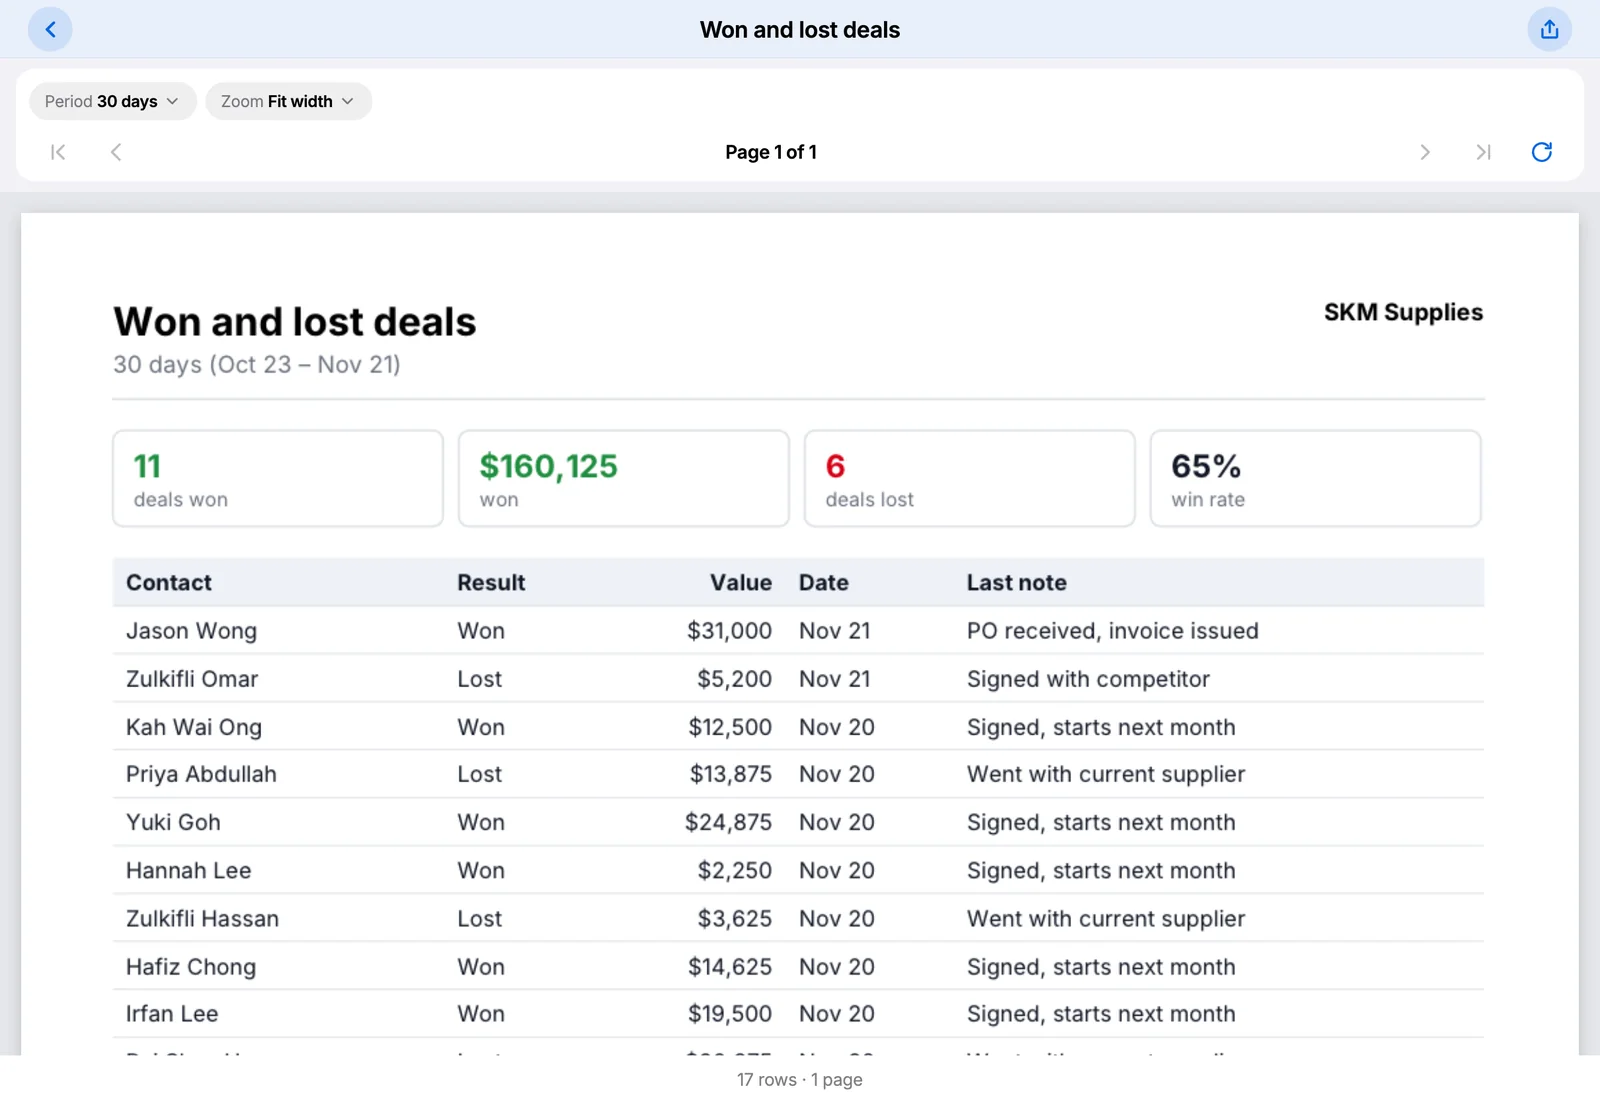 Won and lost deals
Period 30 days
Zoom Fit width
Page 1 of 1
Won and lost deals
SKM Supplies
30 days (Oct 23 – Nov 21)
11
deals won
$160,125
won
6
deals lost
65%
win rate
Contact Result Value Date Last note
Jason Wong Won $31,000 Nov 21 PO received, invoice issued
Zulkifli Omar Lost $5,200 Nov 21 Signed with competitor
Kah Wai Ong Won $12,500 Nov 20 Signed, starts next month
Priya Abdullah Lost $13,875 Nov 20 Went with current supplier
Yuki Goh Won $24,875 Nov 20 Signed, starts next month
Hannah Lee Won $2,250 Nov 20 Signed, starts next month
Zulkifli Hassan Lost $3,625 Nov 20 Went with current supplier
Hafiz Chong Won $14,625 Nov 20 Signed, starts next month
Irfan Lee Won $19,500 Nov 20 Signed, starts next month
17 rows · 1 page